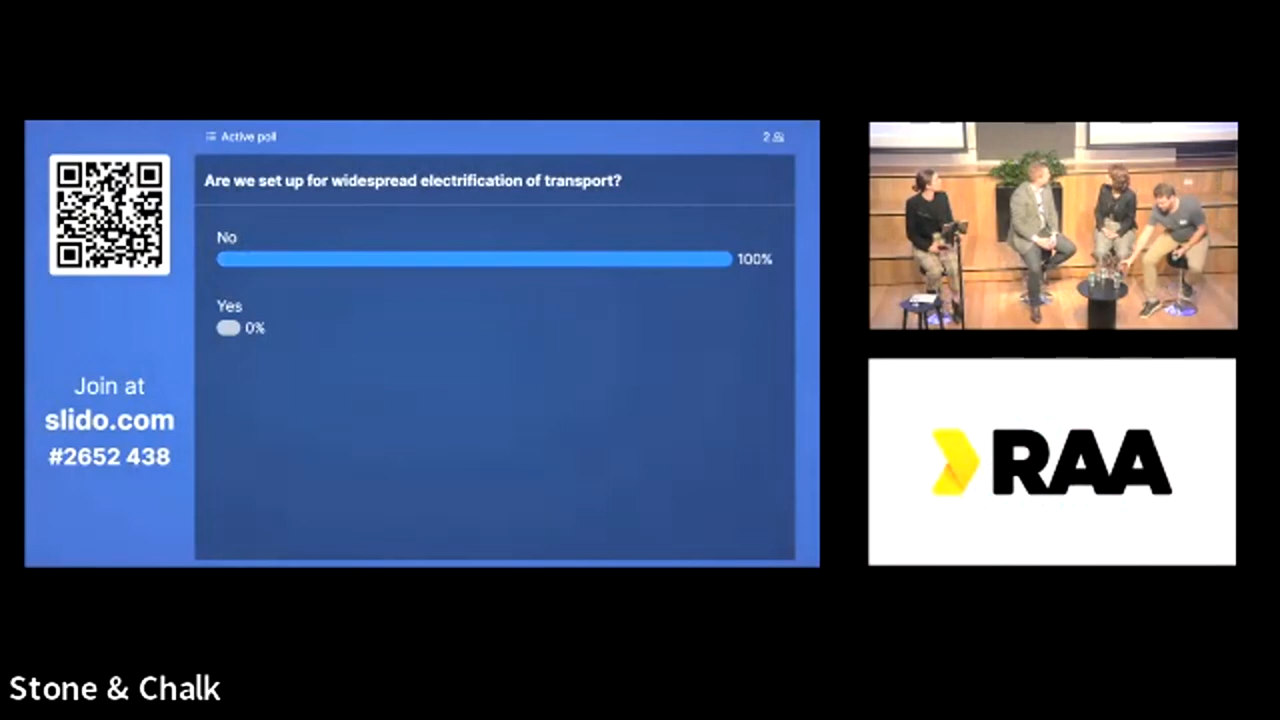 Active poll
2
Are we set up for widespread electrification of transport?
No
100%
Yes
0%
Join at
slido.com
#2652 438
RAA
Stone & Chalk